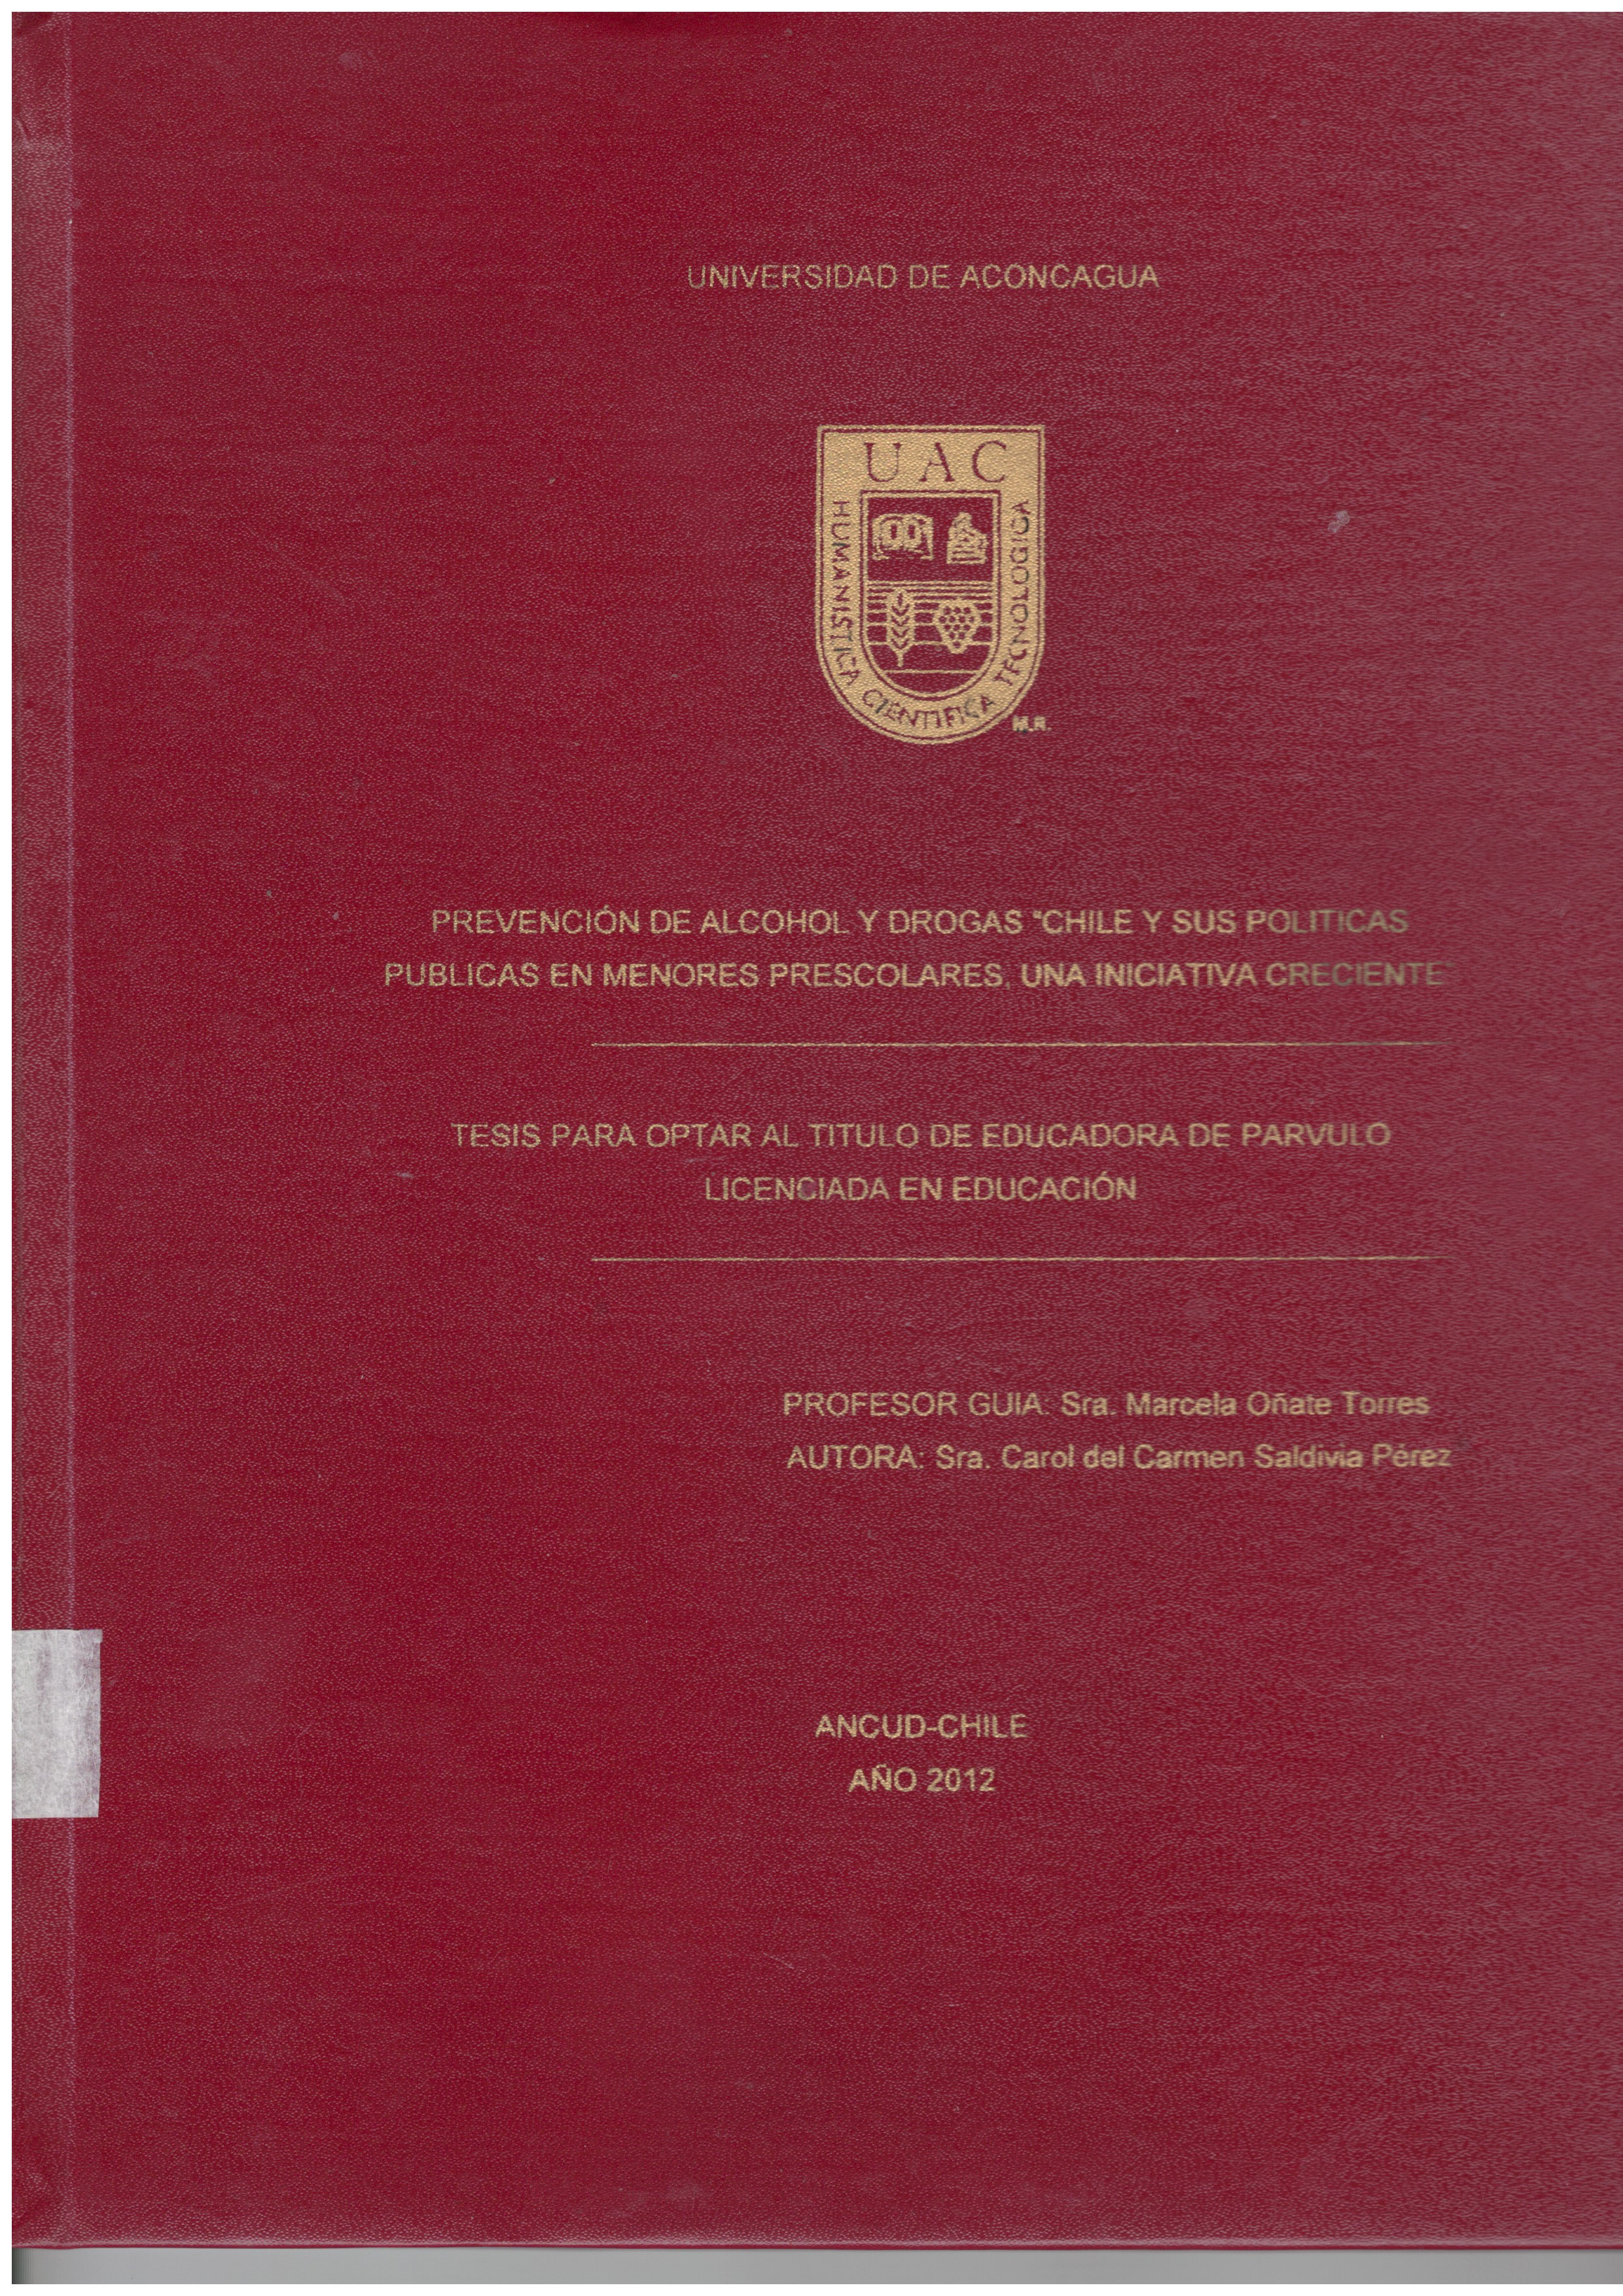 UNIVERSIDAD DE ACONCAGUA
UAC
HUMANISTICA CIENTIFICA TECNOLOGICA
M.R.
PREVENCIÓN DE ALCOHOL Y DROGAS "CHILE Y SUS POLITICAS
PUBLICAS EN MENORES PRESCOLARES, UNA INICIATIVA CRECIENTE"
TESIS PARA OPTAR AL TITULO DE EDUCADORA DE PARVULO
LICENCIADA EN EDUCACIÓN
PROFESOR GUIA: Sra. Marcela Oñate Torres
AUTORA: Sra. Carol del Carmen Saldivia Pérez
ANCUD-CHILE
AÑO 2012